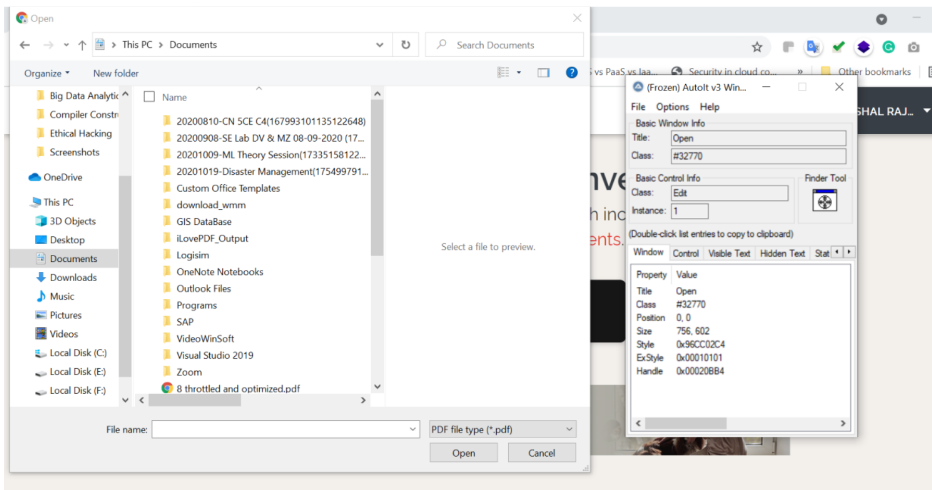 Open
This PC > Documents
Search Documents
Organize
New folder
Big Data Analytic
Compiler Constr
Ethical Hacking
Screenshots
OneDrive
This PC
3D Objects
Desktop
Documents
Downloads
Music
Pictures
Videos
Local Disk (C:)
Local Disk (E:)
Local Disk (F:)
Name
20200810-CN 5CE C4(167993101135122648)
20200908-SE Lab DV & MZ 08-09-2020 (17...
20201009-ML Theory Session(17335158122...
20201019-Disaster Management(175499791...
Custom Office Templates
download_wmm
GIS DataBase
iLovePDF_Output
Logisim
OneNote Notebooks
Outlook Files
Programs
SAP
VideoWinSoft
Visual Studio 2019
Zoom
8 throttled and optimized.pdf
Select a file to preview.
File name:
PDF file type (*.pdf)
Open
Cancel
vs PaaS vs Iaa...
Security in cloud co...
»
Other bookmarks
SHAL RAJ...
nve
h inc
ents.
(Frozen) AutoIt v3 Win...
File Options Help
Basic Window Info
Title: Open
Class: #32770
Basic Control Info
Finder Tool
Class: Edit
Instance: 1
(Double-click list entries to copy to clipboard)
Window Control Visible Text Hidden Text Stat
Property Value
Title Open
Class #32770
Position 0, 0
Size 756, 602
Style 0x96CC02C4
ExStyle 0x00010101
Handle 0x00020BB4